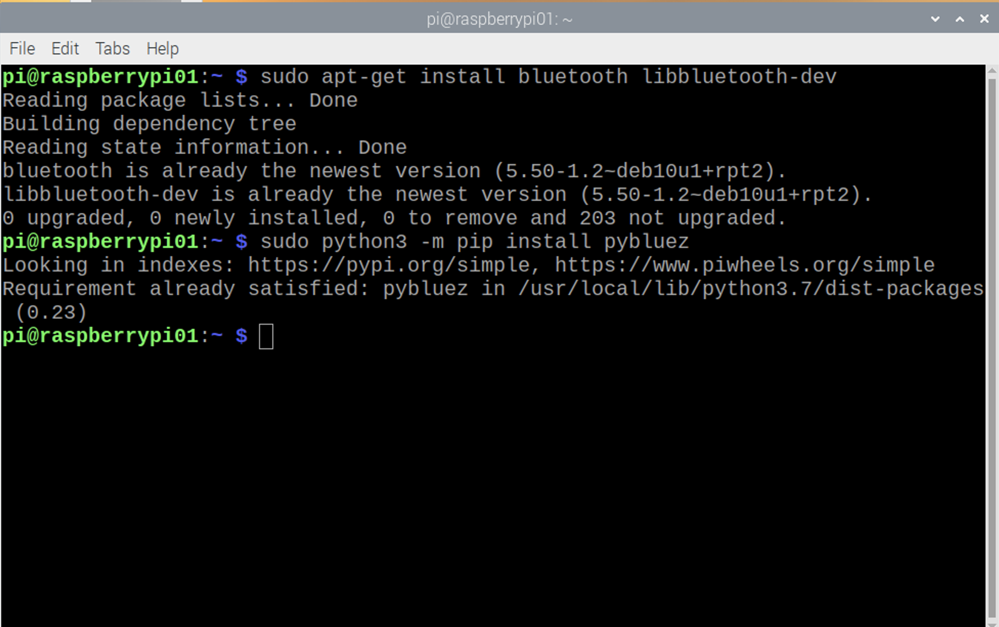 pi@raspberrypi01: ~
File Edit Tabs Help
pi@raspberrypi01:~ $ sudo apt-get install bluetooth libbluetooth-dev
Reading package lists... Done
Building dependency tree
Reading state information... Done
bluetooth is already the newest version (5.50-1.2~deb10u1+rpt2).
libbluetooth-dev is already the newest version (5.50-1.2~deb10u1+rpt2).
0 upgraded, 0 newly installed, 0 to remove and 203 not upgraded.
pi@raspberrypi01:~ $ sudo python3 -m pip install pybluez
Looking in indexes: https://pypi.org/simple, https://www.piwheels.org/simple
Requirement already satisfied: pybluez in /usr/local/lib/python3.7/dist-packages
 (0.23)
pi@raspberrypi01:~ $